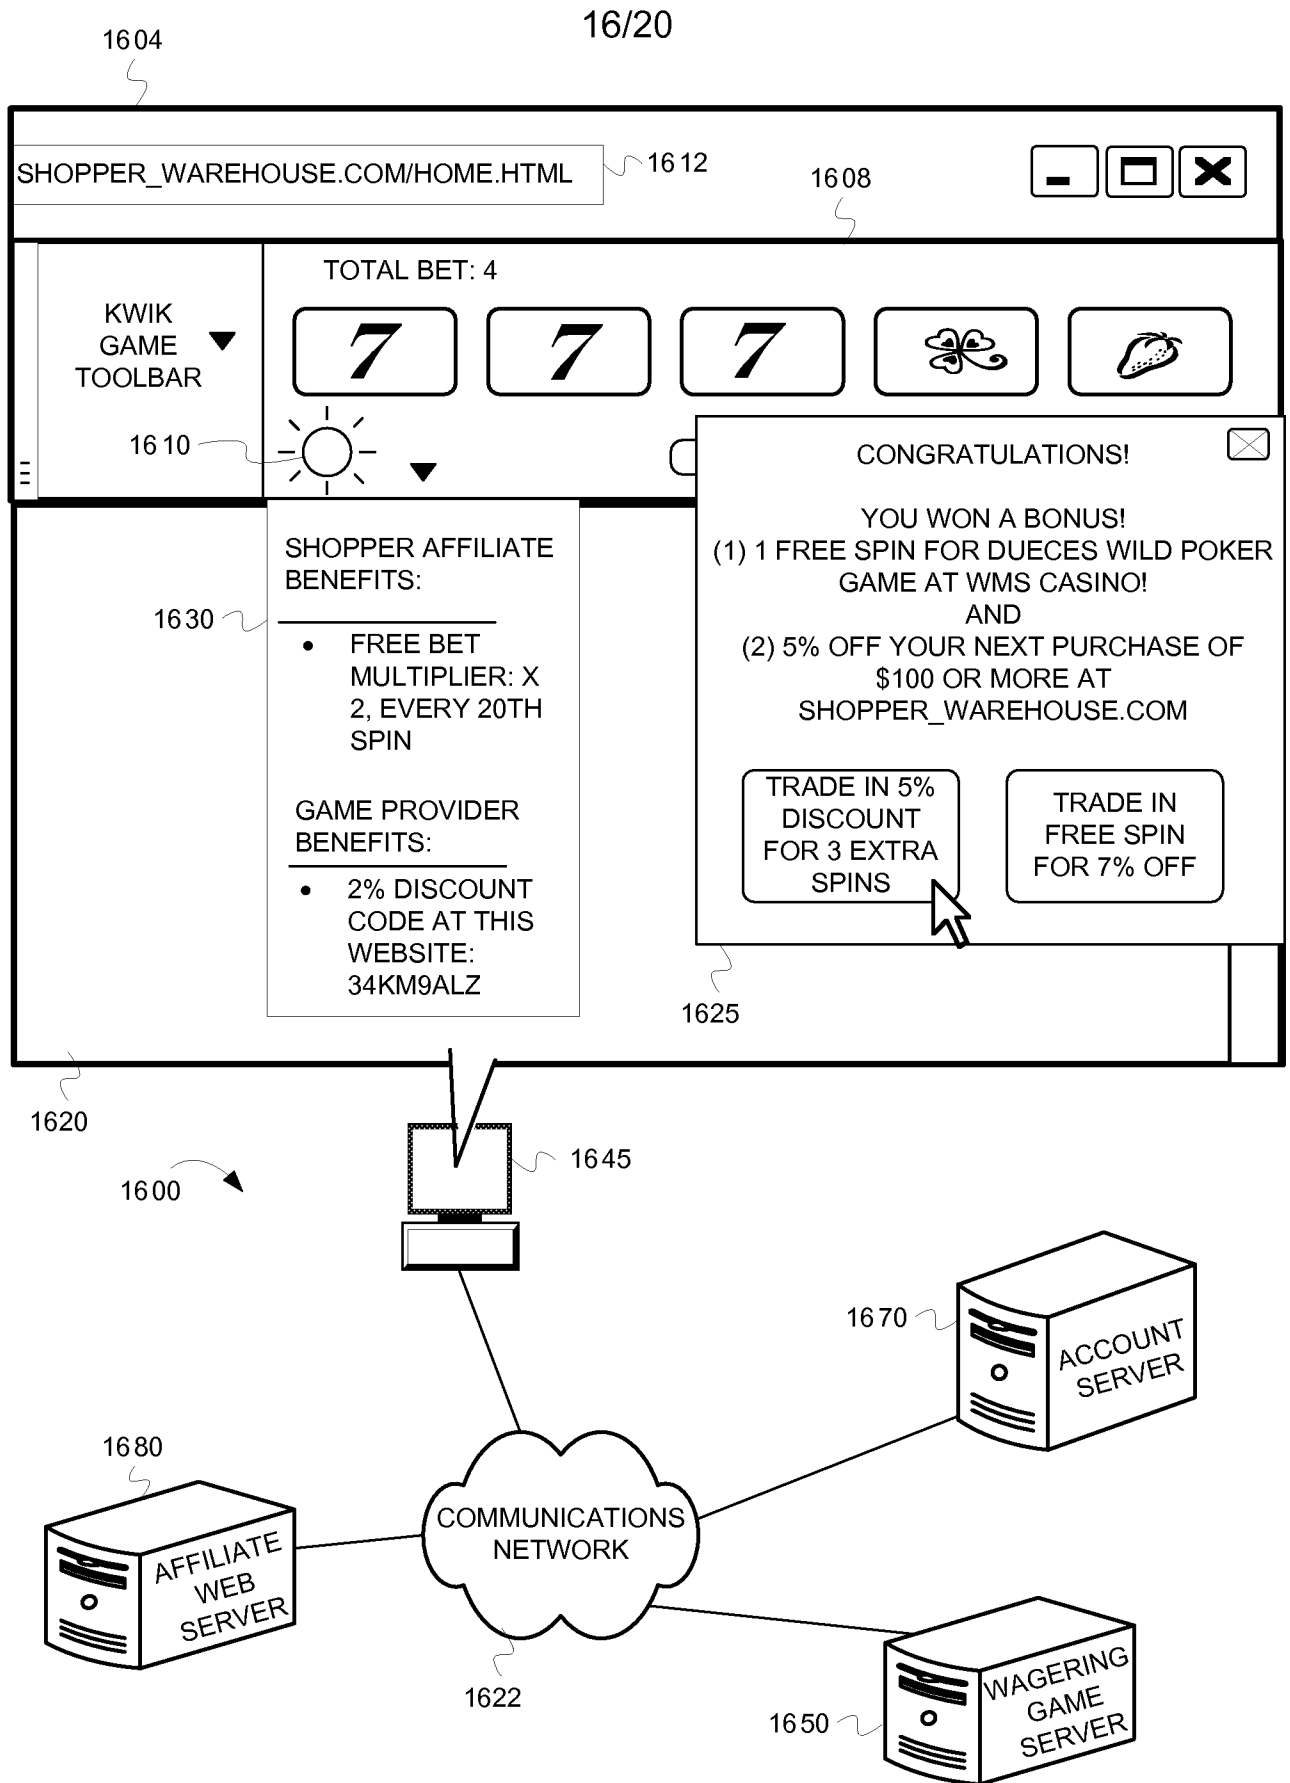 16/20
1604
SHOPPER_WAREHOUSE.COM/HOME.HTML
1612
1608
TOTAL BET: 4
KWIK
GAME
TOOLBAR
7 7 7
1610
CONGRATULATIONS!
YOU WON A BONUS!
(1) 1 FREE SPIN FOR DUECES WILD POKER
GAME AT WMS CASINO!
AND
(2) 5% OFF YOUR NEXT PURCHASE OF
$100 OR MORE AT
SHOPPER_WAREHOUSE.COM
TRADE IN 5%
DISCOUNT
FOR 3 EXTRA
SPINS
TRADE IN
FREE SPIN
FOR 7% OFF
1625
SHOPPER AFFILIATE
BENEFITS:
1630
• FREE BET
MULTIPLIER: X
2, EVERY 20TH
SPIN
GAME PROVIDER
BENEFITS:
• 2% DISCOUNT
CODE AT THIS
WEBSITE:
34KM9ALZ
1620
1600
1645
1670
ACCOUNT
SERVER
1680
AFFILIATE
WEB
SERVER
COMMUNICATIONS
NETWORK
1622
1650
WAGERING
GAME
SERVER